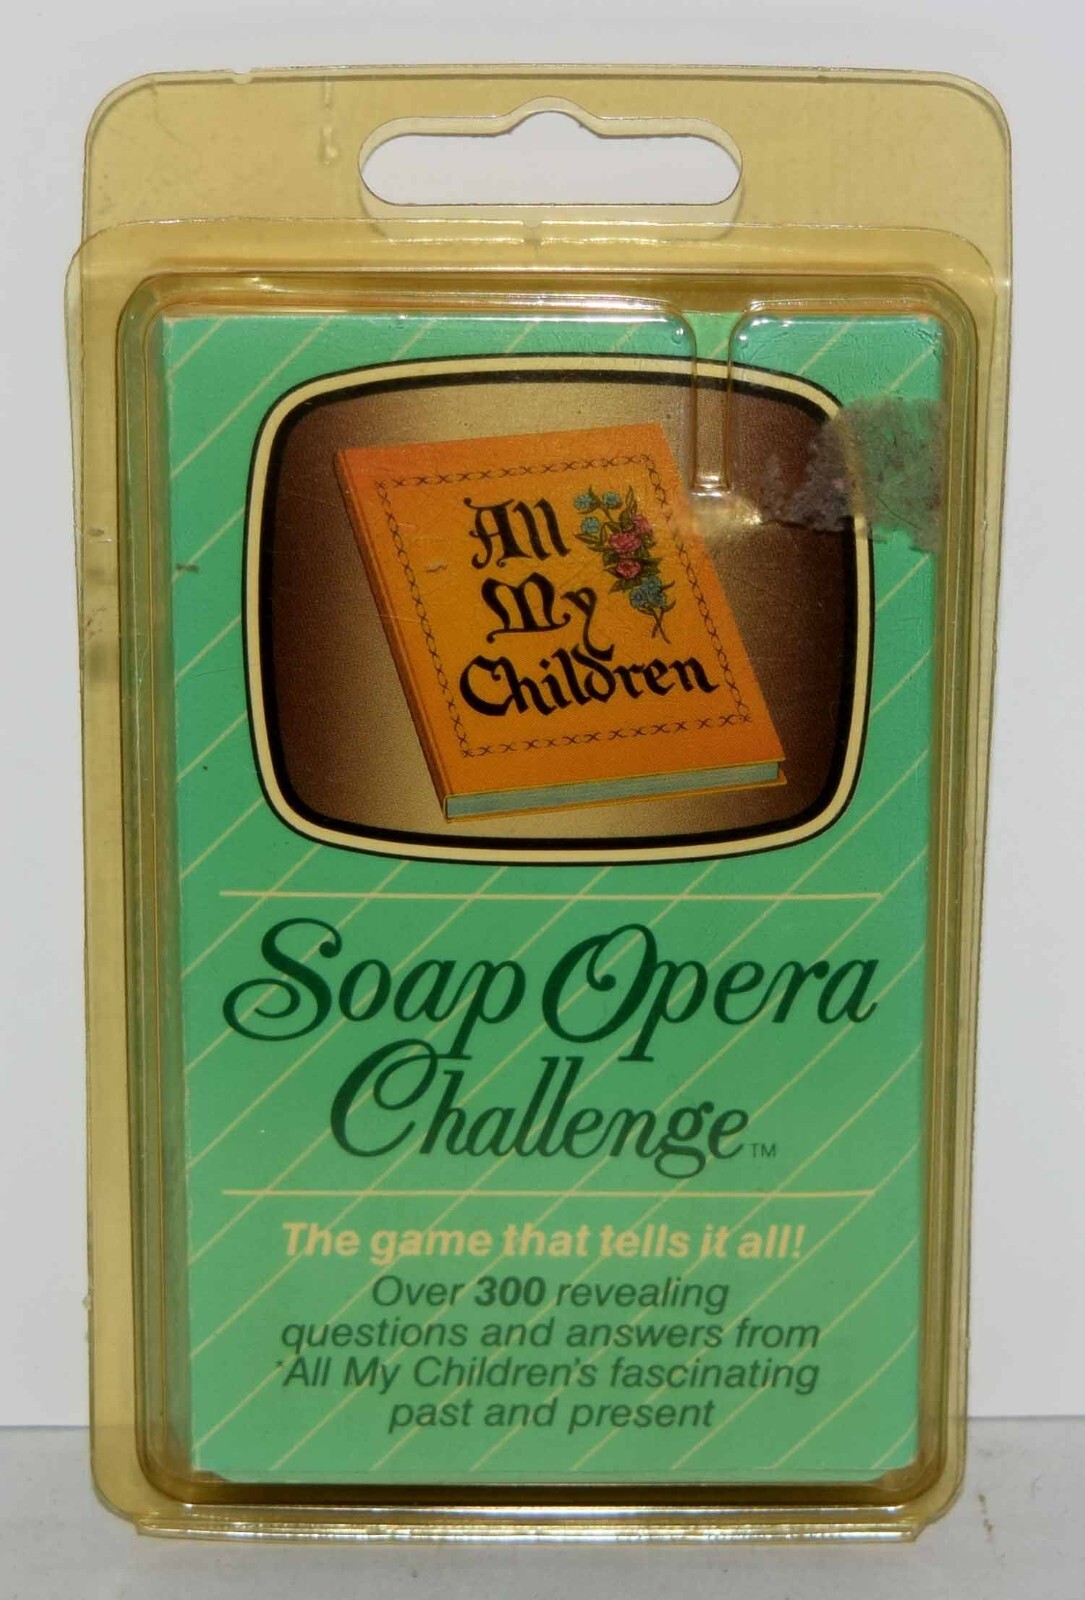 All
My
Children
Soap Opera
Challenge™
The game that tells it all!
Over 300 revealing
questions and answers from
*All My Children's fascinating
past and present